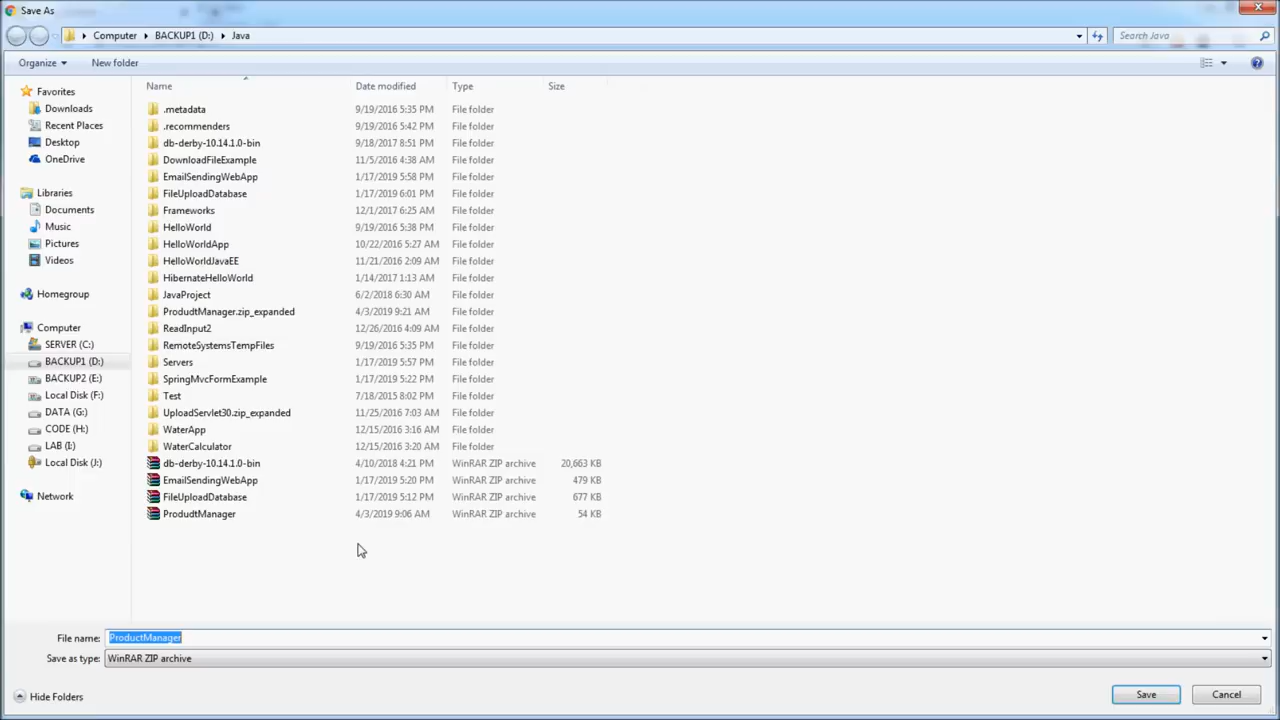 Save As
Computer BACKUP1 (D:) Java
Search Java
Organize New folder
Name Date modified Type Size
Favorites
Downloads
Recent Places
Desktop
OneDrive
Libraries
Documents
Music
Pictures
Videos
Homegroup
Computer
SERVER (C:)
BACKUP1 (D:)
BACKUP2 (E:)
Local Disk (F:)
DATA (G:)
CODE (H:)
LAB (I:)
Local Disk (J:)
Network
.metadata 9/19/2016 5:35 PM File folder
.recommenders 9/19/2016 5:42 PM File folder
db-derby-10.14.1.0-bin 9/18/2017 8:51 PM File folder
DownloadFileExample 11/5/2016 4:38 AM File folder
EmailSendingWebApp 1/17/2019 5:58 PM File folder
FileUploadDatabase 1/17/2019 6:01 PM File folder
Frameworks 12/1/2017 6:25 AM File folder
HelloWorld 9/19/2016 5:38 PM File folder
HelloWorldApp 10/22/2016 5:27 AM File folder
HelloWorldJavaEE 11/21/2016 2:09 AM File folder
HibernateHelloWorld 1/14/2017 1:13 AM File folder
JavaProject 6/2/2018 6:30 AM File folder
ProdudtManager.zip_expanded 4/3/2019 9:21 AM File folder
ReadInput2 12/26/2016 4:09 AM File folder
RemoteSystemsTempFiles 9/19/2016 5:35 PM File folder
Servers 1/17/2019 5:57 PM File folder
SpringMvcFormExample 1/17/2019 5:22 PM File folder
Test 7/18/2015 8:02 PM File folder
UploadServlet30.zip_expanded 11/25/2016 7:03 AM File folder
WaterApp 12/15/2016 3:16 AM File folder
WaterCalculator 12/15/2016 3:20 AM File folder
db-derby-10.14.1.0-bin 4/10/2018 4:21 PM WinRAR ZIP archive 20,663 KB
EmailSendingWebApp 1/17/2019 5:20 PM WinRAR ZIP archive 479 KB
FileUploadDatabase 1/17/2019 5:12 PM WinRAR ZIP archive 677 KB
ProdudtManager 4/3/2019 9:06 AM WinRAR ZIP archive 54 KB
File name: ProductManager
Save as type: WinRAR ZIP archive
Hide Folders
Save Cancel